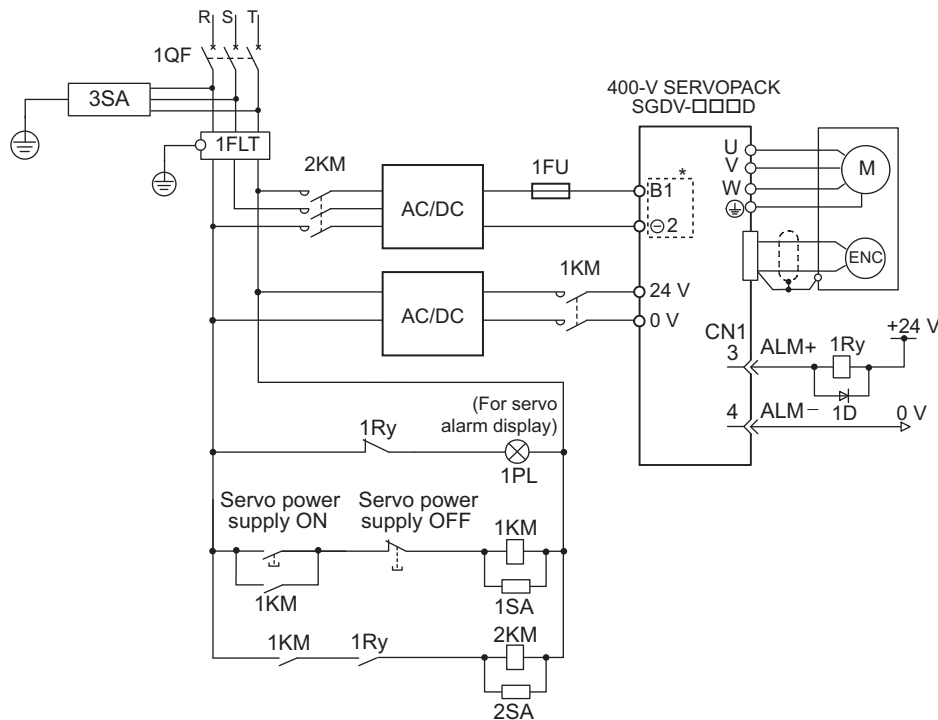 R S T
1QF
3SA
1FLT
400-V SERVOPACK
SGDV-□□□D
2KM
AC/DC
1FU
B1
*
⊖2
U
V
W
M
ENC
AC/DC
1KM
24 V
0 V
CN1
3
ALM+
1Ry
+24 V
1D
4
ALM−
0 V
(For servo
alarm display)
1Ry
1PL
Servo power
supply ON
Servo power
supply OFF
1KM
1KM
1SA
1KM
1Ry
2KM
2SA